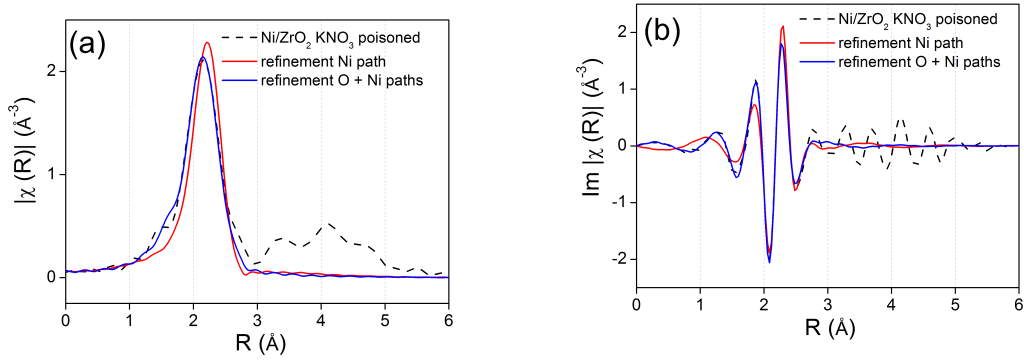 (a)
Ni/ZrO2 KNO3 poisoned
refinement Ni path
refinement O + Ni paths
2
1
0
|χ (R)| (Å-3)
0 1 2 3 4 5 6
R (Å)
(b)
Ni/ZrO2 KNO3 poisoned
refinement Ni path
refinement O + Ni paths
2
1
0
-1
-2
Im |χ (R)| (Å-3)
0 1 2 3 4 5 6
R (Å)